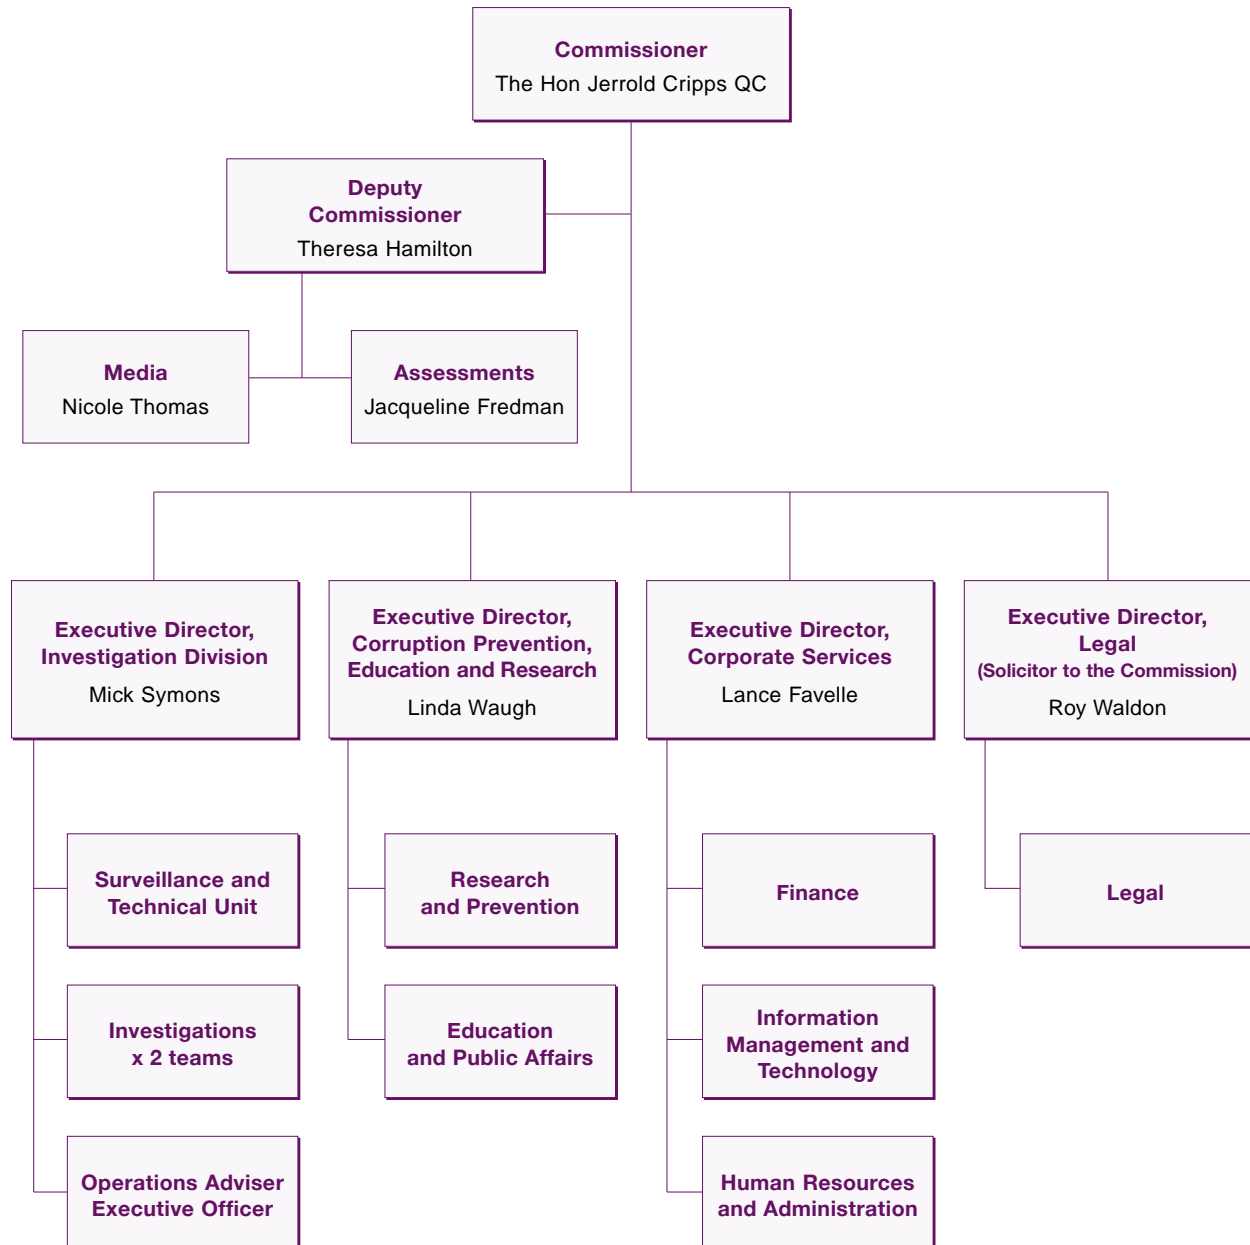 Commissioner
The Hon Jerrold Cripps QC
Deputy
Commissioner
Theresa Hamilton
Media
Nicole Thomas
Assessments
Jacqueline Fredman
Executive Director,
Investigation Division
Mick Symons
Executive Director,
Corruption Prevention,
Education and Research
Linda Waugh
Executive Director,
Corporate Services
Lance Favelle
Executive Director,
Legal
(Solicitor to the Commission)
Roy Waldon
Surveillance and
Technical Unit
Research
and Prevention
Finance
Legal
Investigations
x 2 teams
Education
and Public Affairs
Information
Management and
Technology
Operations Adviser
Executive Officer
Human Resources
and Administration